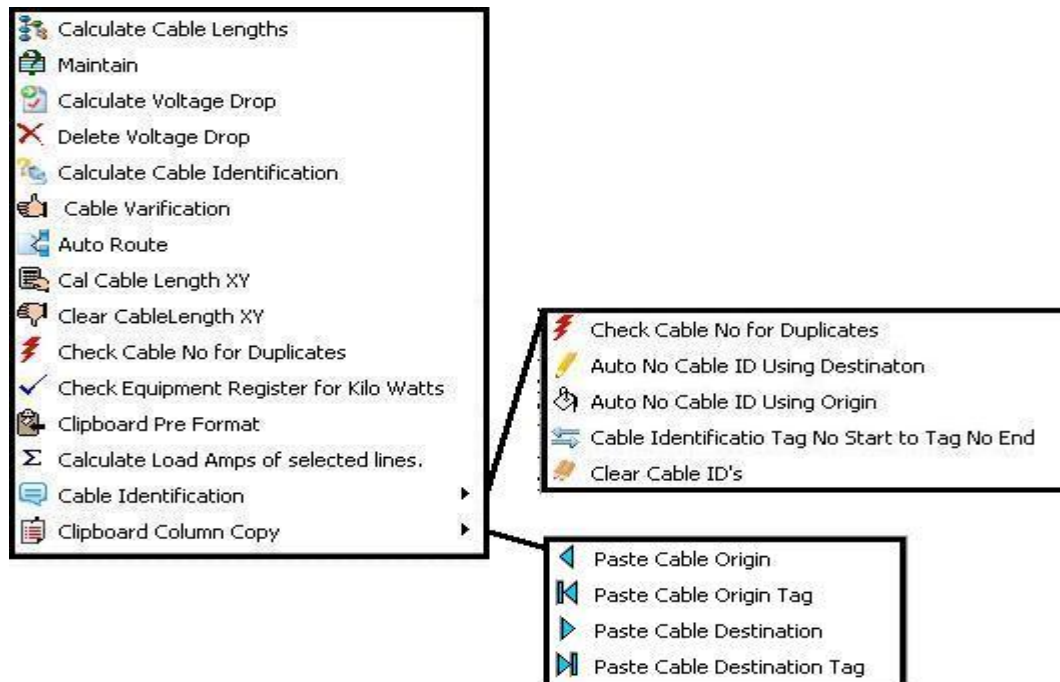 Calculate Cable Lengths
Maintain
Calculate Voltage Drop
Delete Voltage Drop
Calculate Cable Identification
Cable Varification
Auto Route
Cal Cable Length XY
Clear CableLength XY
Check Cable No for Duplicates
Check Equipment Register for Kilo Watts
Clipboard Pre Format
Σ Calculate Load Amps of selected lines.
Cable Identification
Clipboard Column Copy
Check Cable No for Duplicates
Auto No Cable ID Using Destinaton
Auto No Cable ID Using Origin
Cable Identificatio Tag No Start to Tag No End
Clear Cable ID's
Paste Cable Origin
Paste Cable Origin Tag
Paste Cable Destination
Paste Cable Destination Tag